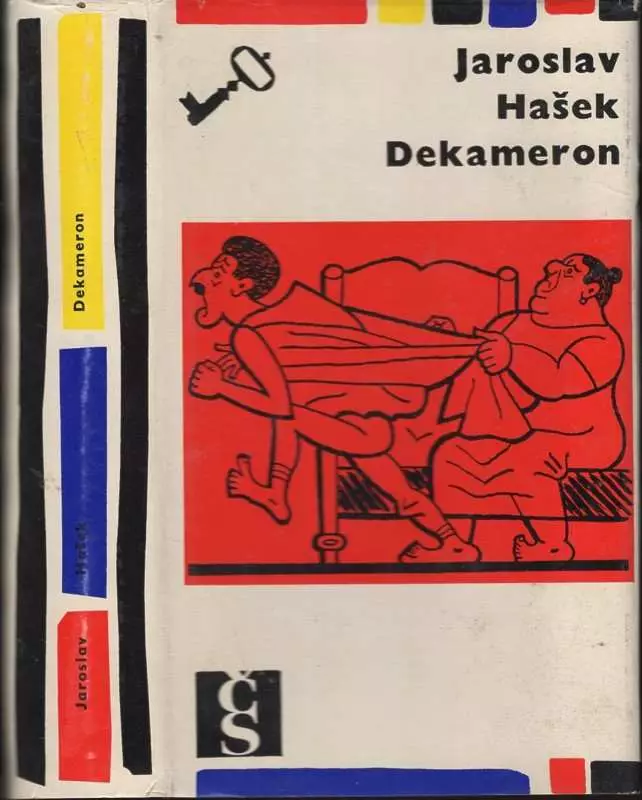 Jaroslav
Hašek
Dekameron
Dekameron
Hašek
Jaroslav
ČS